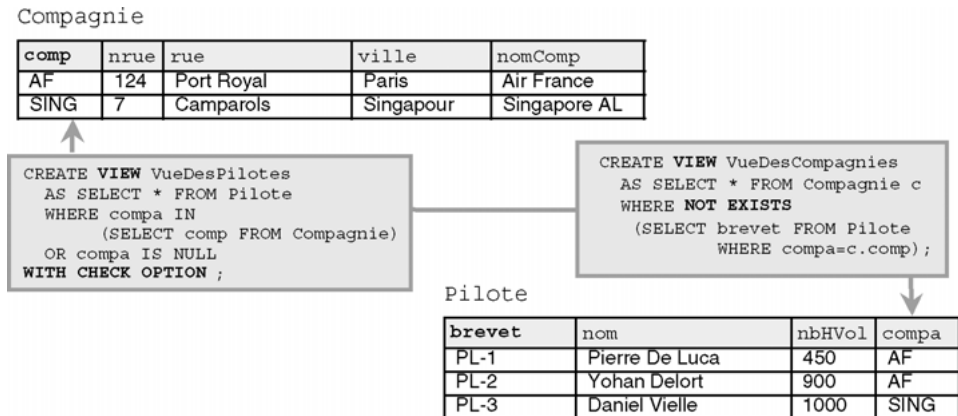 Compagnie
comp nrue rue ville nomComp
AF 124 Port Royal Paris Air France
SING 7 Camparols Singapour Singapore AL
CREATE VIEW VueDesPilotes
AS SELECT * FROM Pilote
WHERE compa IN
(SELECT comp FROM Compagnie)
OR compa IS NULL
WITH CHECK OPTION ;
CREATE VIEW VueDesCompagnies
AS SELECT * FROM Compagnie c
WHERE NOT EXISTS
(SELECT brevet FROM Pilote
WHERE compa=c.comp);
Pilote
brevet nom nbHVol compa
PL-1 Pierre De Luca 450 AF
PL-2 Yohan Delort 900 AF
PL-3 Daniel Vielle 1000 SING